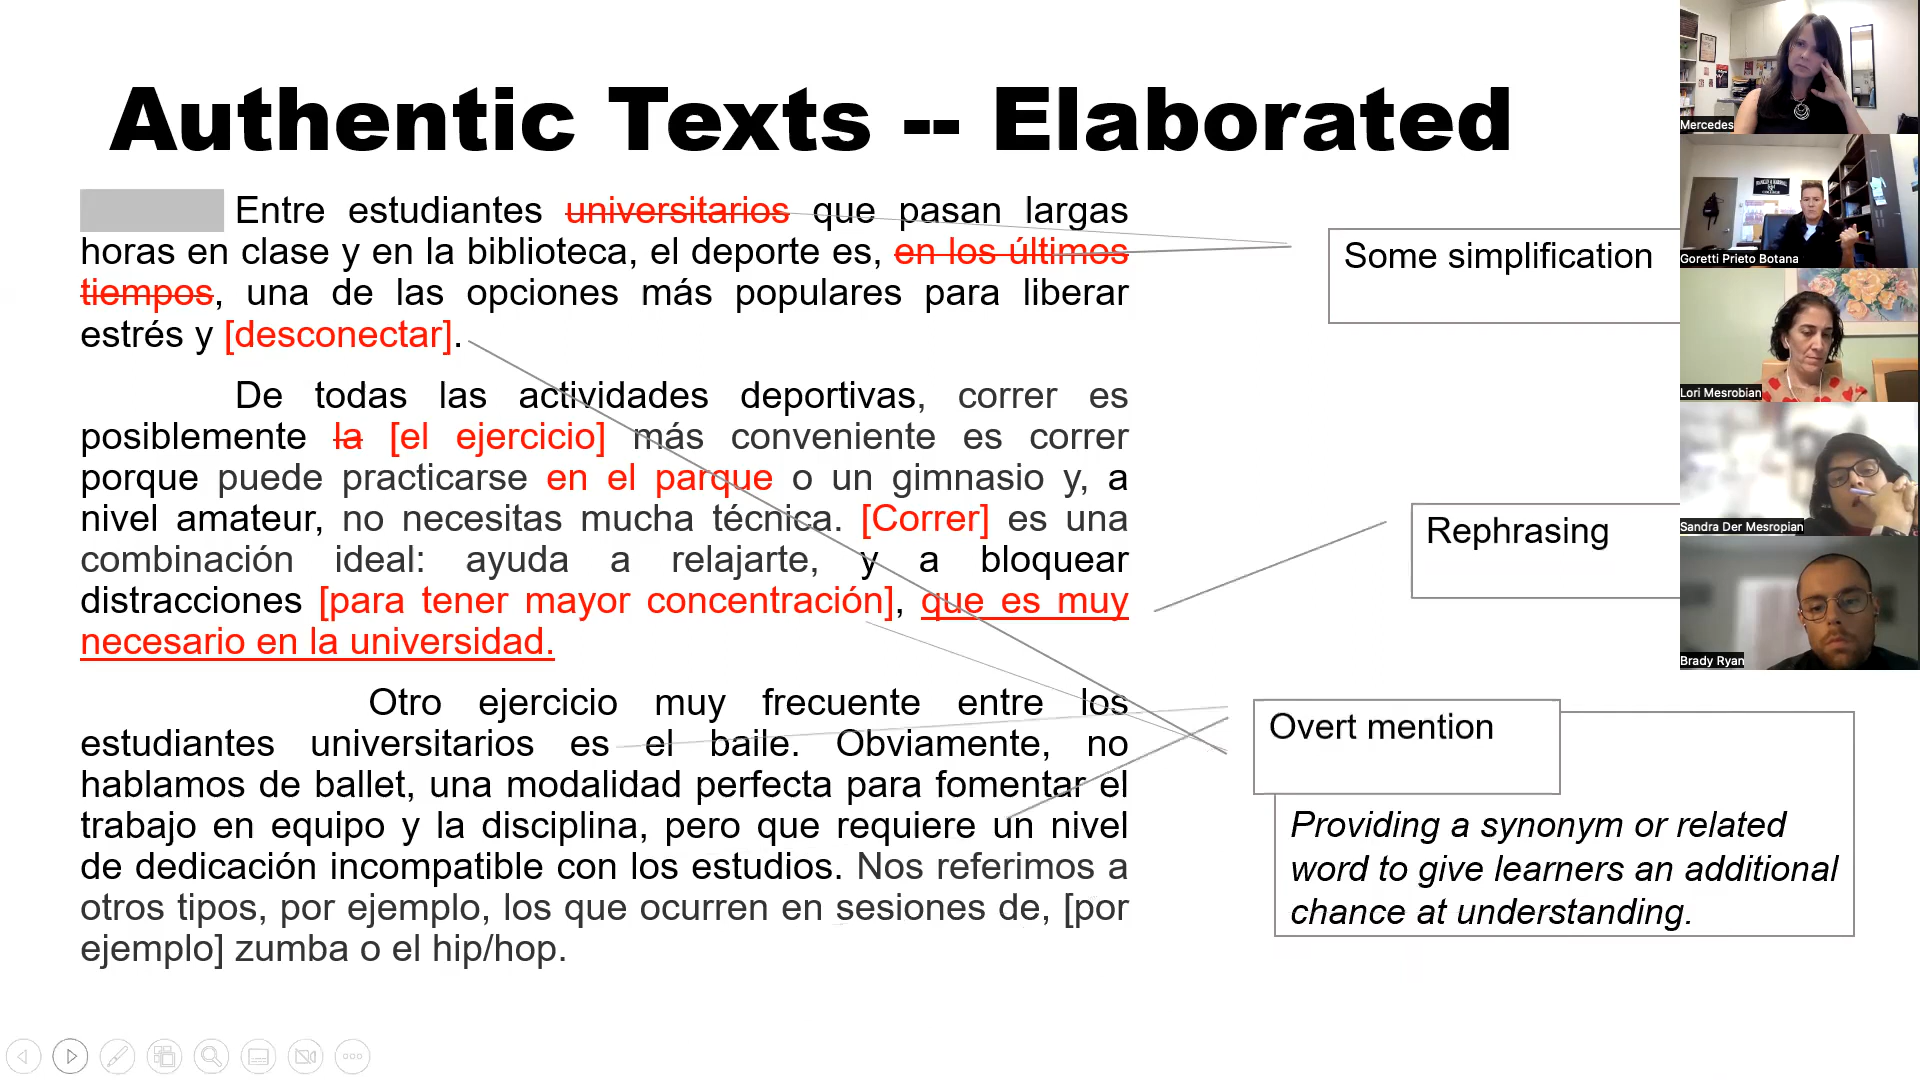 Authentic Texts -- Elaborated
Entre estudiantes universitarios que pasan largas
horas en clase y en la biblioteca, el deporte es, en los últimos
tiempos, una de las opciones más populares para liberar
estrés y [desconectar].
De todas las actividades deportivas, correr es
posiblemente la [el ejercicio] más conveniente es correr
porque puede practicarse en el parque o un gimnasio y, a
nivel amateur, no necesitas mucha técnica. [Correr] es una
combinación ideal: ayuda a relajarte, y a bloquear
distracciones [para tener mayor concentración], que es muy
necesario en la universidad.
Otro ejercicio muy frecuente entre los
estudiantes universitarios es el baile. Obviamente, no
hablamos de ballet, una modalidad perfecta para fomentar el
trabajo en equipo y la disciplina, pero que requiere un nivel
de dedicación incompatible con los estudios. Nos referimos a
otros tipos, por ejemplo, los que ocurren en sesiones de, [por
ejemplo] zumba o el hip/hop.
Some simplification
Rephrasing
Overt mention
Providing a synonym or related
word to give learners an additional
chance at understanding.
Mercedes
Goretti Prieto Botana
Lori Mesrobian
Sandra Der Mesropian
Brady Ryan